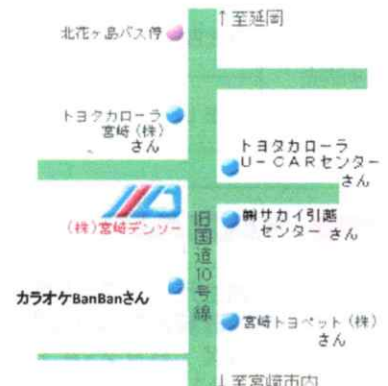 ↑至延岡
北花ヶ島バス停
トヨタカローラ
宮崎(株)
さん
トヨタカローラ
U-CARセンター
さん
(株)宮崎デンソー
旧国道10号線
㈱サカイ引越
センター さん
カラオケBanBanさん
宮崎トヨペット(株)
さん
↓至宮崎市内